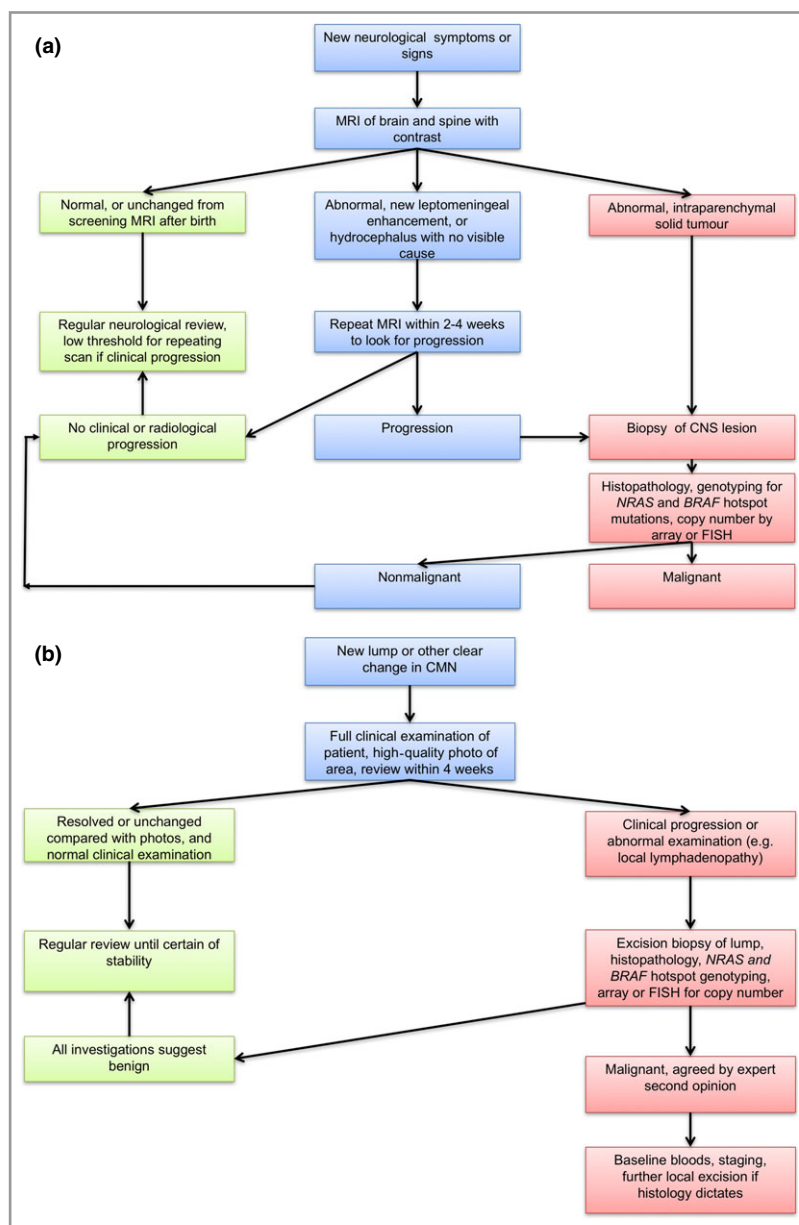 (a)
New neurological symptoms or
signs
MRI of brain and spine with
contrast
Normal, or unchanged from
screening MRI after birth
Abnormal, new leptomeningeal
enhancement, or
hydrocephalus with no visible
cause
Abnormal, intraparenchymal
solid tumour
Regular neurological review,
low threshold for repeating
scan if clinical progression
Repeat MRI within 2-4 weeks
to look for progression
No clinical or radiological
progression
Progression
Biopsy of CNS lesion
Histopathology, genotyping for
NRAS and BRAF hotspot
mutations, copy number by
array or FISH
Nonmalignant
Malignant
(b)
New lump or other clear
change in CMN
Full clinical examination of
patient, high-quality photo of
area, review within 4 weeks
Resolved or unchanged
compared with photos, and
normal clinical examination
Clinical progression or
abnormal examination (e.g.
local lymphadenopathy)
Regular review until certain of
stability
Excision biopsy of lump,
histopathology, NRAS and
BRAF hotspot genotyping,
array or FISH for copy number
All investigations suggest
benign
Malignant, agreed by expert
second opinion
Baseline bloods, staging,
further local excision if
histology dictates